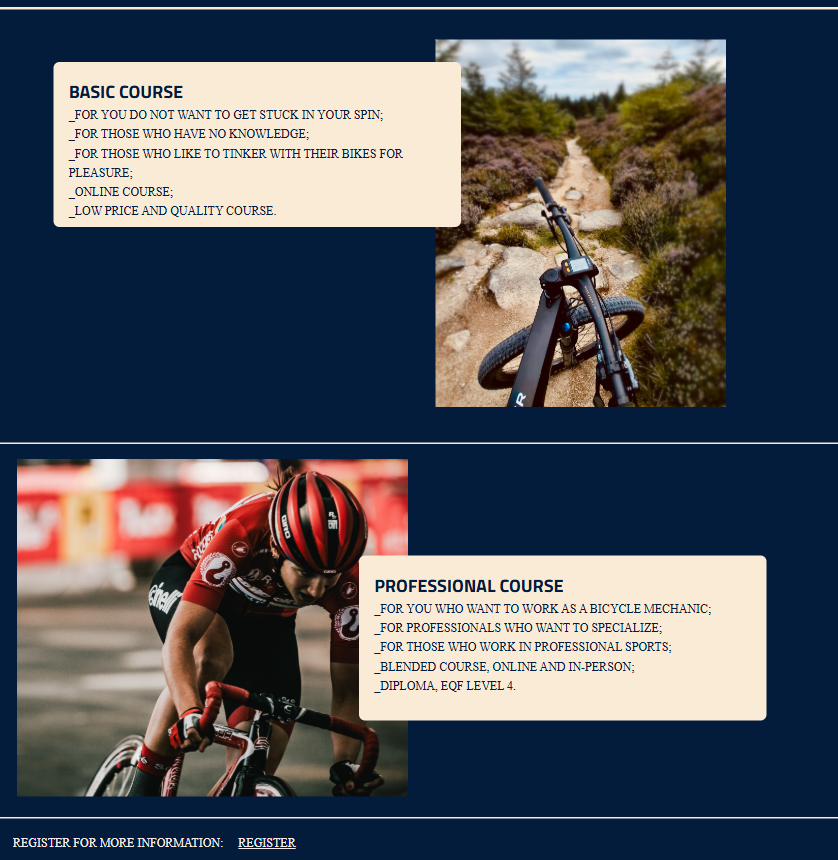 BASIC COURSE
_FOR YOU DO NOT WANT TO GET STUCK IN YOUR SPIN;
_FOR THOSE WHO HAVE NO KNOWLEDGE;
_FOR THOSE WHO LIKE TO TINKER WITH THEIR BIKES FOR
PLEASURE;
_ONLINE COURSE;
_LOW PRICE AND QUALITY COURSE.
R
GIRO
cinelli
PROFESSIONAL COURSE
_FOR YOU WHO WANT TO WORK AS A BICYCLE MECHANIC;
_FOR PROFESSIONALS WHO WANT TO SPECIALIZE;
_FOR THOSE WHO WORK IN PROFESSIONAL SPORTS;
_BLENDED COURSE, ONLINE AND IN-PERSON;
_DIPLOMA, EQF LEVEL 4.
REGISTER FOR MORE INFORMATION: REGISTER